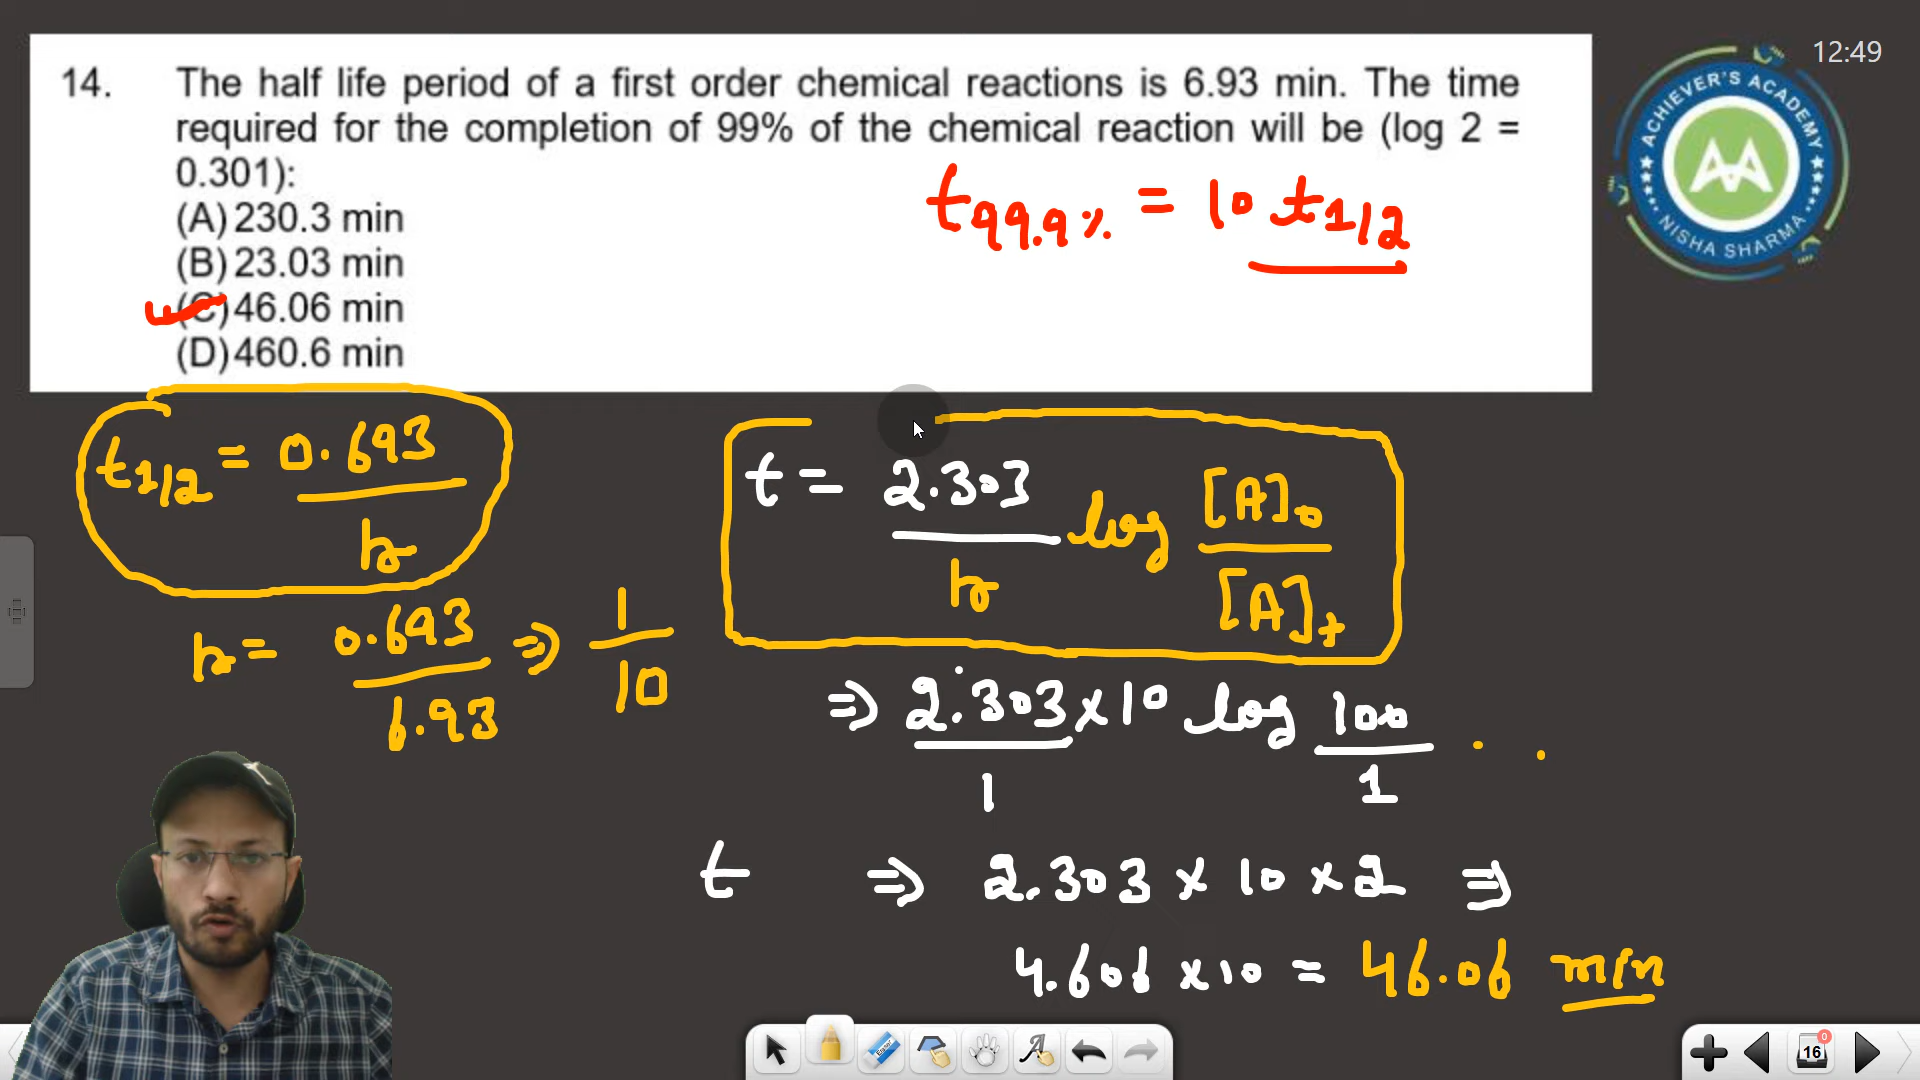 12:49
14. The half life period of a first order chemical reactions is 6.93 min. The time
required for the completion of 99% of the chemical reaction will be (log 2 =
0.301):
(A) 230.3 min
(B) 23.03 min
(C) 46.06 min
(D) 460.6 min
t99.9% = 10 t1/2
ACHIEVER'S ACADEMY
AA
NISHA SHARMA
t1/2 = 0.693 / k
k = 0.693 / 6.93 ⇒ 1 / 10
t = 2.303 / k log [A]0 / [A]t
⇒ 2.303 / 1 × 10 log 100 / 1
t ⇒ 2.303 × 10 × 2 ⇒
4.606 × 10 = 46.06 min
Eraser
A
16
0